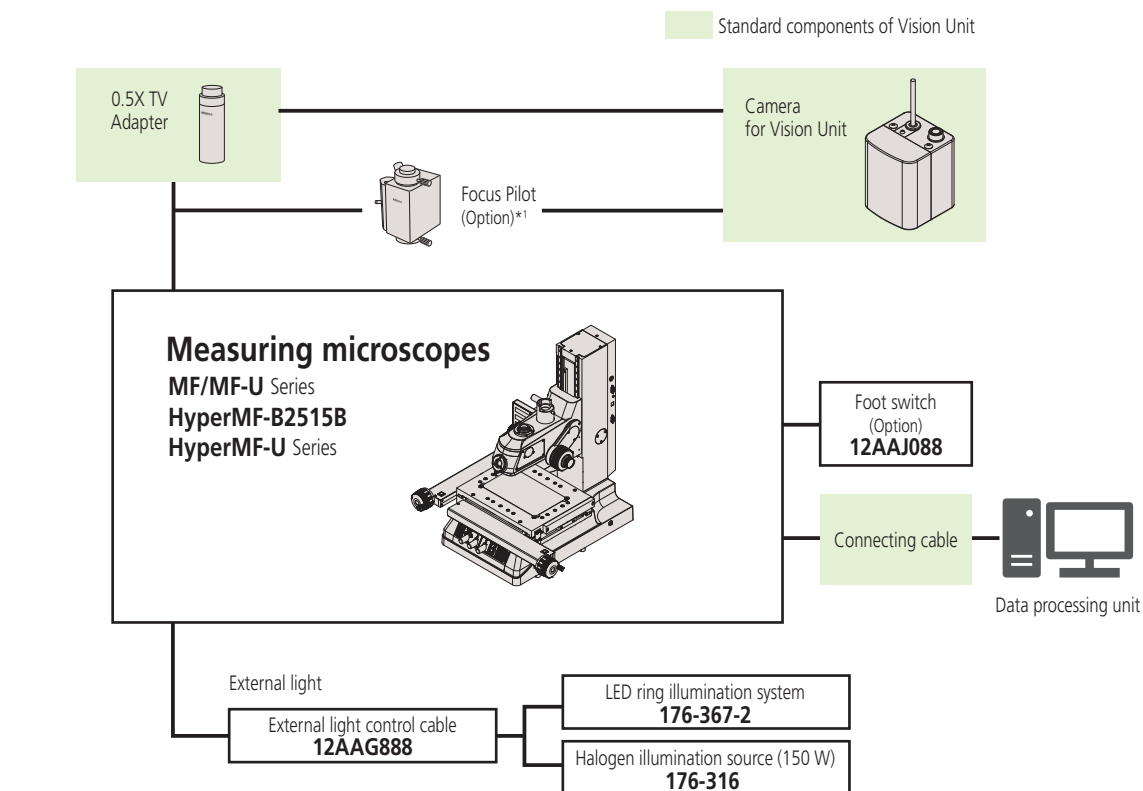 Standard components of Vision Unit
0.5X TV
Adapter
Camera
for Vision Unit
Focus Pilot
(Option)*1
Measuring microscopes
MF/MF-U Series
HyperMF-B2515B
HyperMF-U Series
Foot switch
(Option)
12AAJ088
Connecting cable
Data processing unit
External light
External light control cable
12AAG888
LED ring illumination system
176-367-2
Halogen illumination source (150 W)
176-316